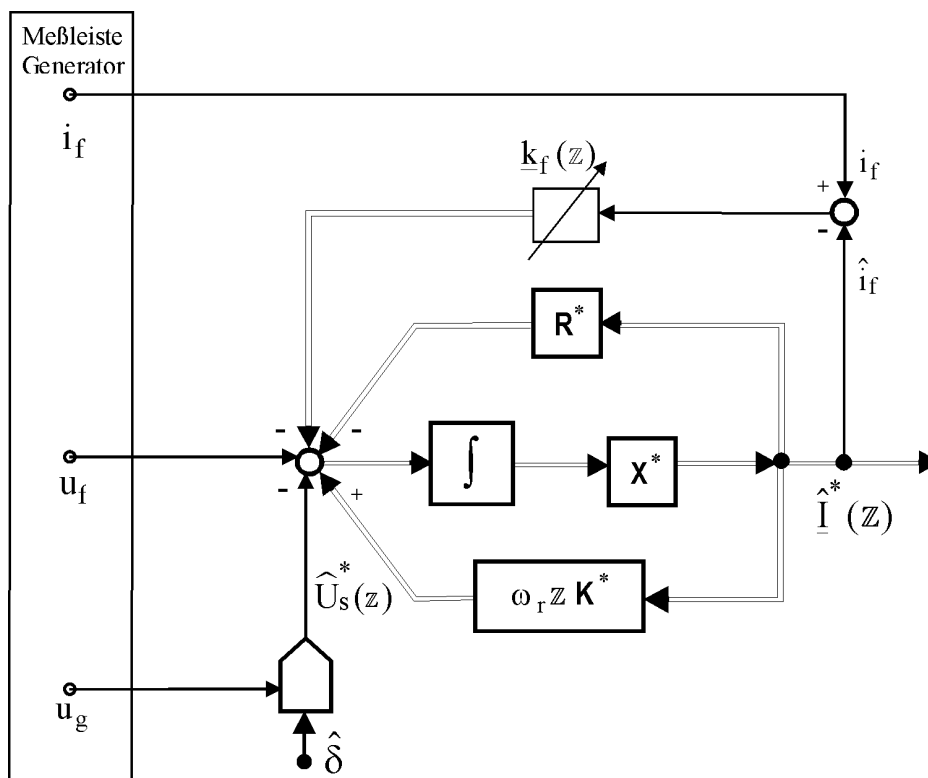 Meßleiste
Generator
i_f
k_f(ℤ)
i_f
+
-
î_f
R*
-
-
∫
X*
u_f
-
+
Î*(ℤ)
Û_s*(ℤ)
ω_r ℤ K*
u_g
δ̂